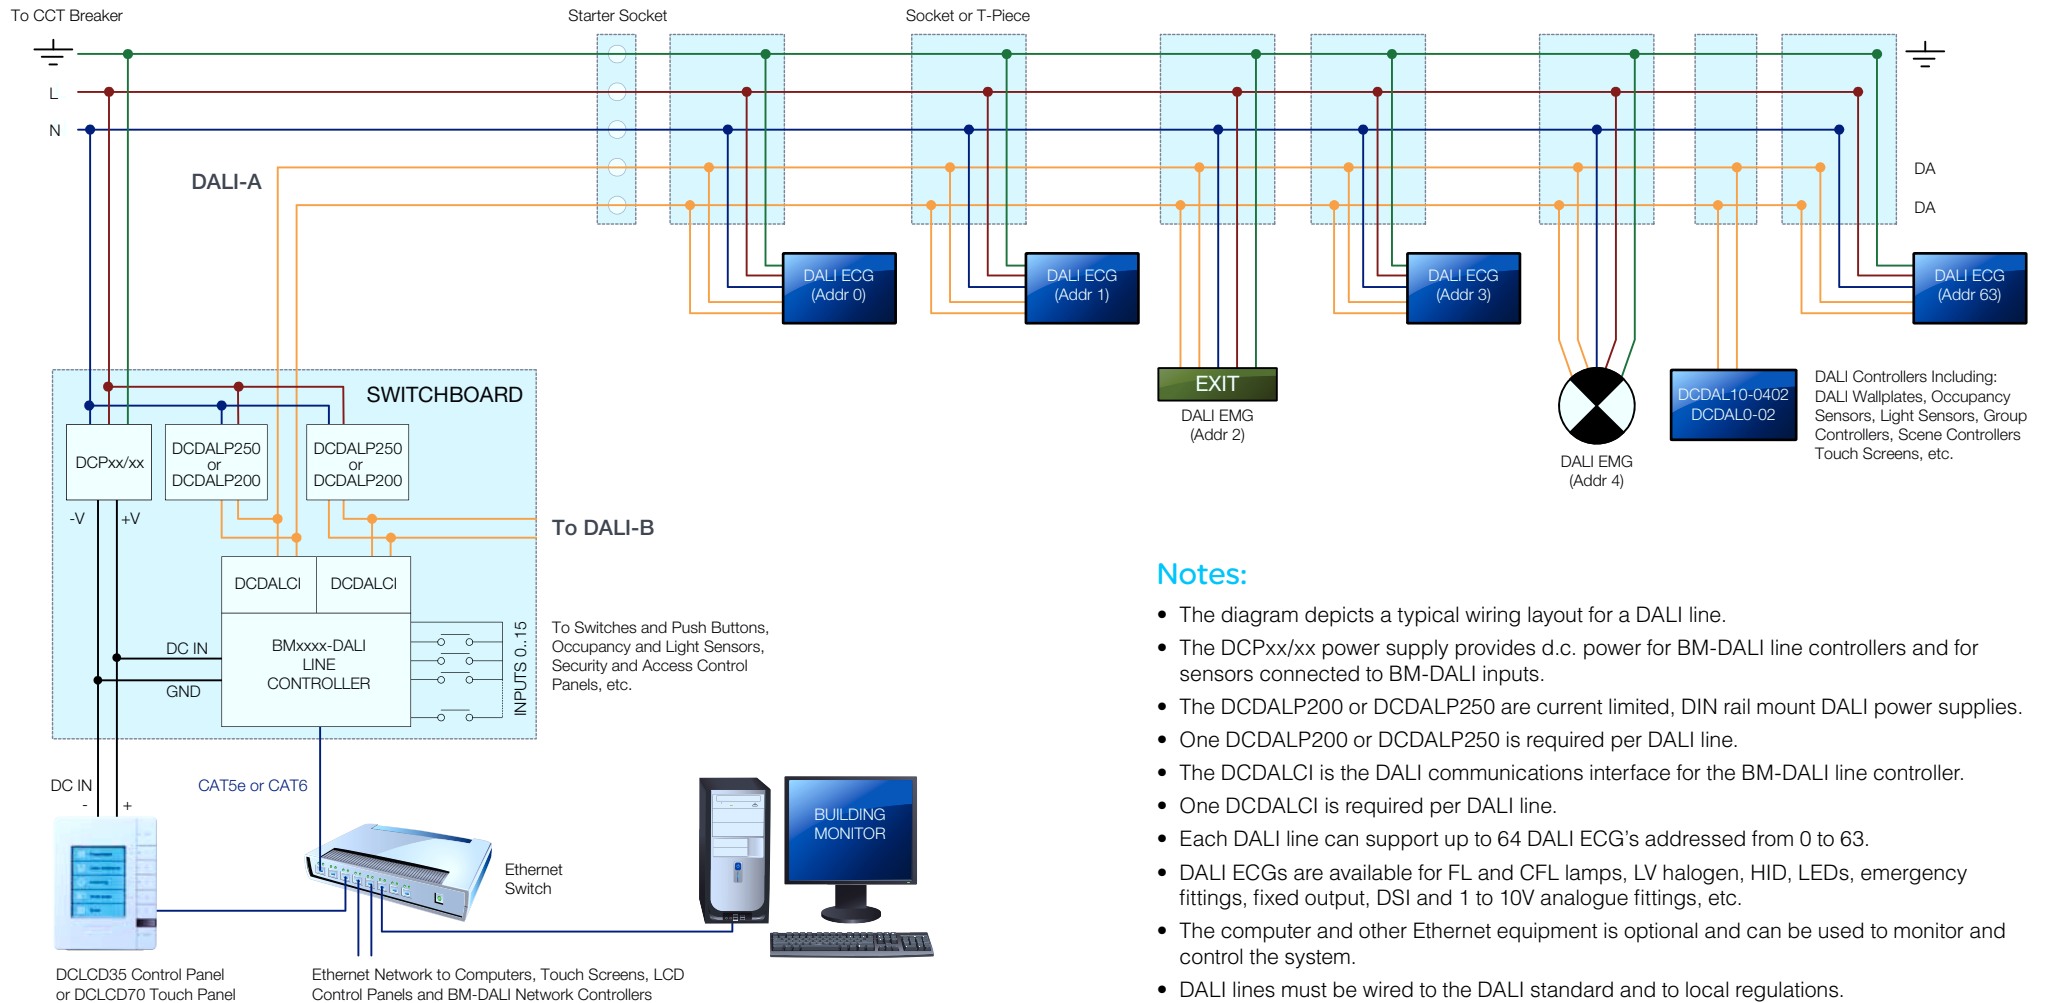 To CCT Breaker
Starter Socket
Socket or T-Piece
L
N
DALI-A
DA
DA
DALI ECG
(Addr 0)
DALI ECG
(Addr 1)
DALI ECG
(Addr 3)
DALI ECG
(Addr 63)
EXIT
DALI EMG
(Addr 2)
DALI EMG
(Addr 4)
DCDAL10-0402
DCDAL0-02
DALI Controllers Including:
DALI Wallplates, Occupancy
Sensors, Light Sensors, Group
Controllers, Scene Controllers
Touch Screens, etc.
SWITCHBOARD
DCPxx/xx
DCDALP250
or
DCDALP200
DCDALP250
or
DCDALP200
-V
+V
To DALI-B
DCDALCI
DCDALCI
BMxxxx-DALI
LINE
CONTROLLER
DC IN
GND
INPUTS 0..15
To Switches and Push Buttons,
Occupancy and Light Sensors,
Security and Access Control
Panels, etc.
DC IN
-
+
CAT5e or CAT6
Ethernet
Switch
BUILDING
MONITOR
DCLCD35 Control Panel
or DCLCD70 Touch Panel
Ethernet Network to Computers, Touch Screens, LCD
Control Panels and BM-DALI Network Controllers
Notes:
• The diagram depicts a typical wiring layout for a DALI line.
• The DCPxx/xx power supply provides d.c. power for BM-DALI line controllers and for
sensors connected to BM-DALI inputs.
• The DCDALP200 or DCDALP250 are current limited, DIN rail mount DALI power supplies.
• One DCDALP200 or DCDALP250 is required per DALI line.
• The DCDALCI is the DALI communications interface for the BM-DALI line controller.
• One DCDALCI is required per DALI line.
• Each DALI line can support up to 64 DALI ECG's addressed from 0 to 63.
• DALI ECGs are available for FL and CFL lamps, LV halogen, HID, LEDs, emergency
fittings, fixed output, DSI and 1 to 10V analogue fittings, etc.
• The computer and other Ethernet equipment is optional and can be used to monitor and
control the system.
• DALI lines must be wired to the DALI standard and to local regulations.